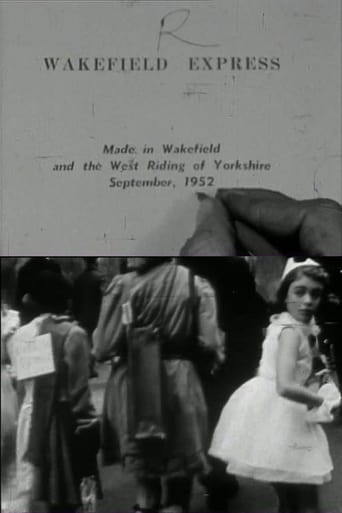 R
WAKEFIELD EXPRESS
Made in Wakefield
and the West Riding of Yorkshire
September, 1952